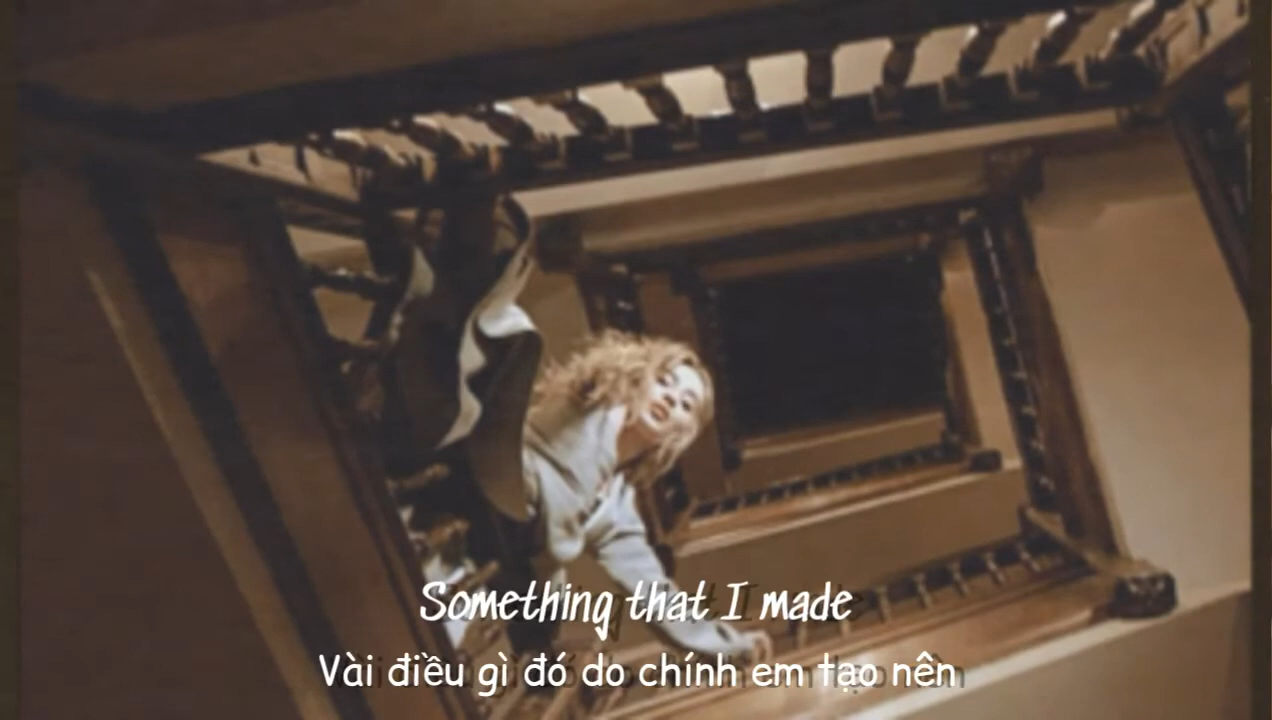 Something that I made
Vài điều gì đó do chính em tạo nên